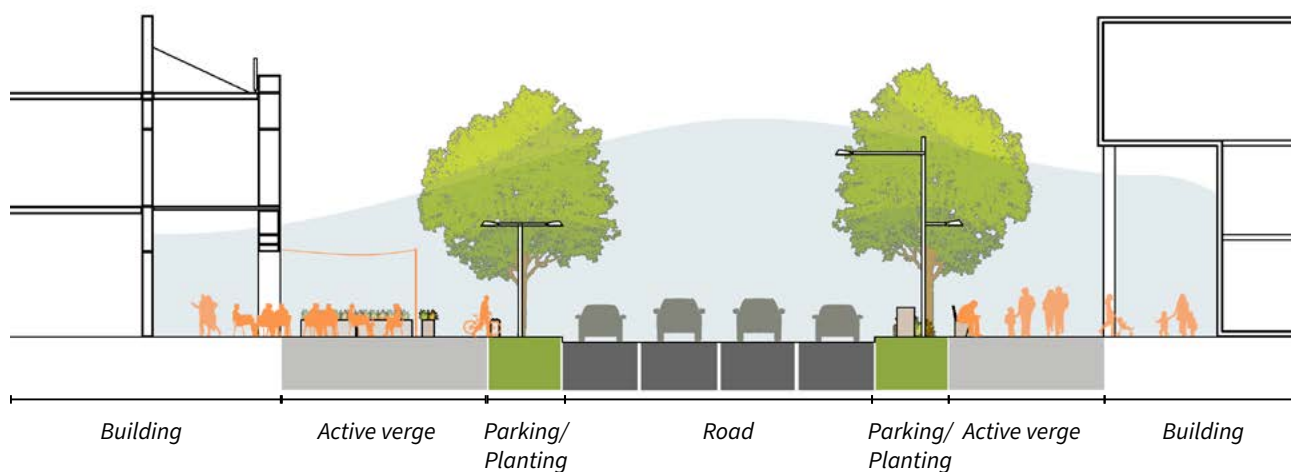 Building
Active verge
Parking/
Planting
Road
Parking/
Planting
Active verge
Building